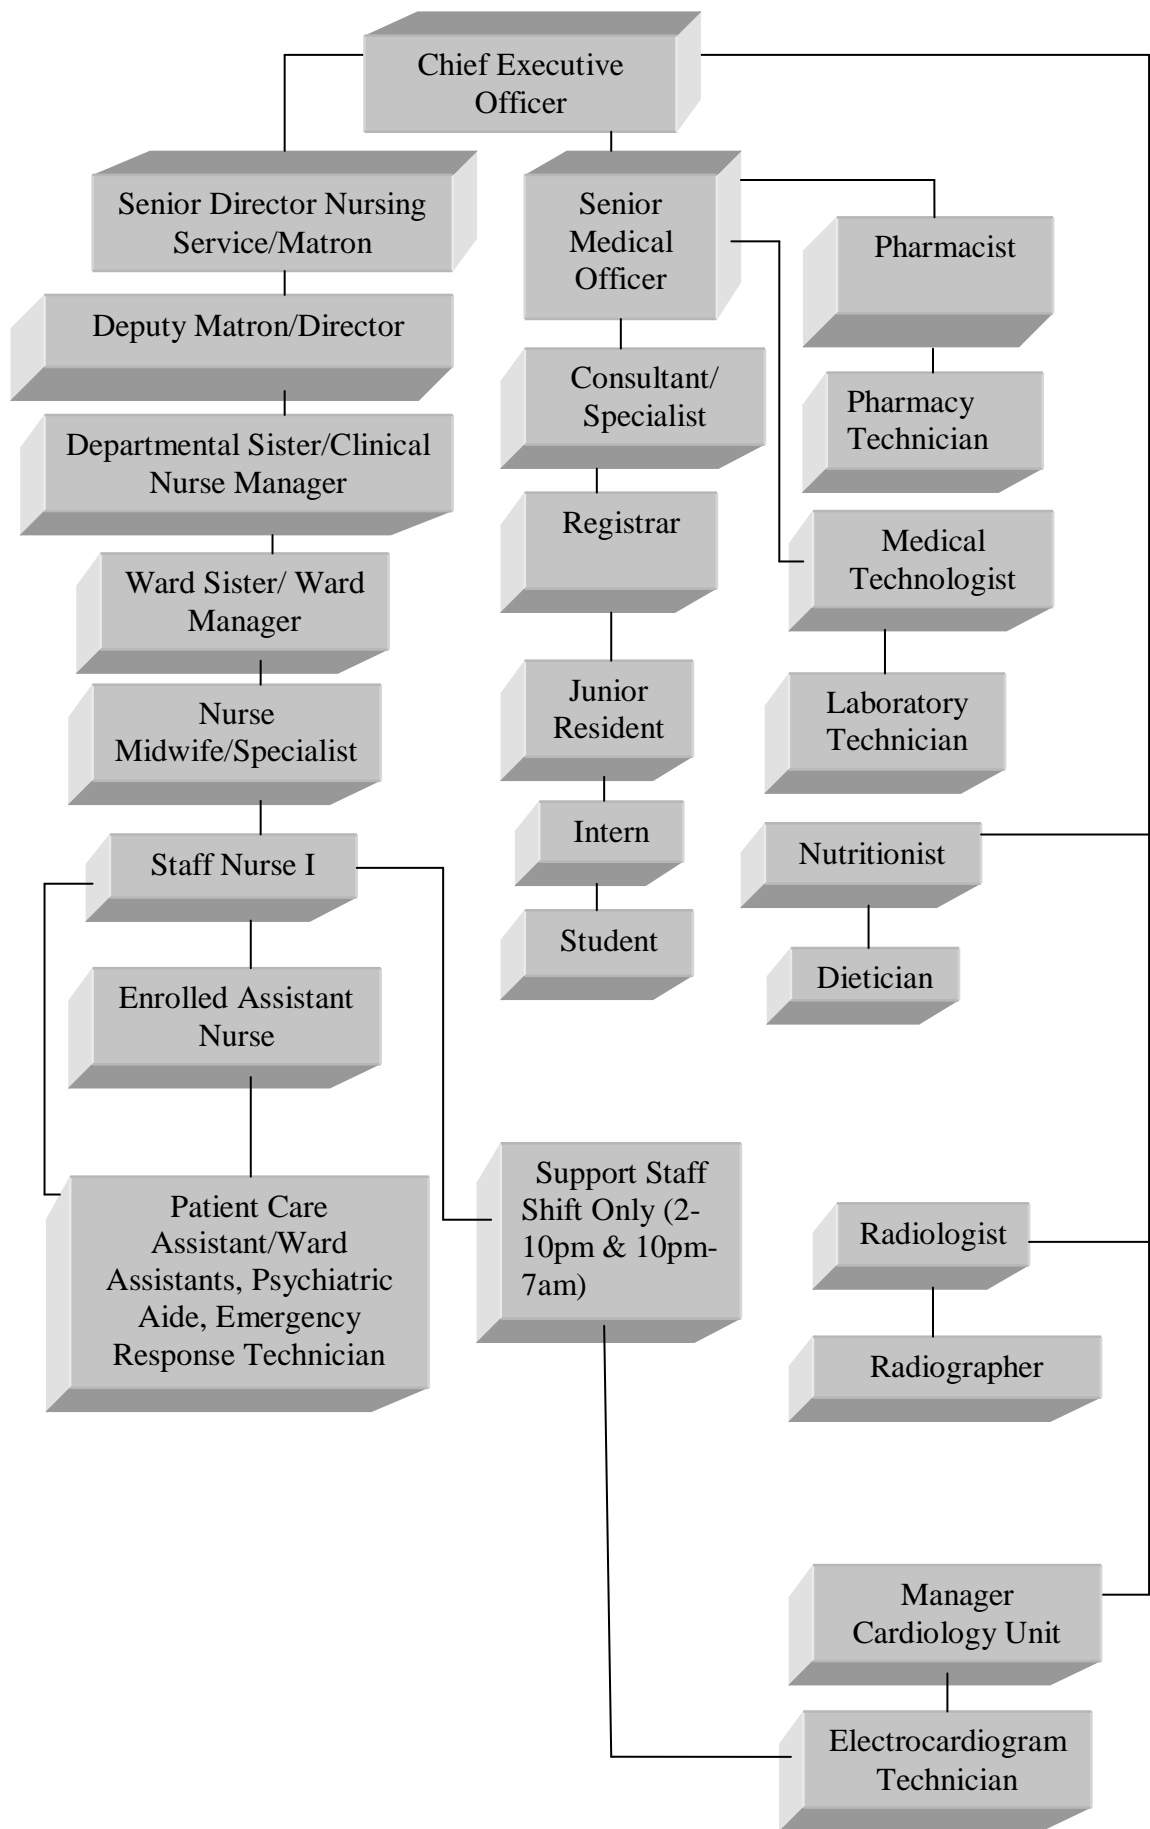 Chief Executive
Officer
Senior Director Nursing
Service/Matron
Deputy Matron/Director
Departmental Sister/Clinical
Nurse Manager
Ward Sister/ Ward
Manager
Nurse
Midwife/Specialist
Staff Nurse I
Enrolled Assistant
Nurse
Patient Care
Assistant/Ward
Assistants, Psychiatric
Aide, Emergency
Response Technician
Senior
Medical
Officer
Consultant/
Specialist
Registrar
Junior
Resident
Intern
Student
Support Staff
Shift Only (2-
10pm & 10pm-
7am)
Pharmacist
Pharmacy
Technician
Medical
Technologist
Laboratory
Technician
Nutritionist
Dietician
Radiologist
Radiographer
Manager
Cardiology Unit
Electrocardiogram
Technician